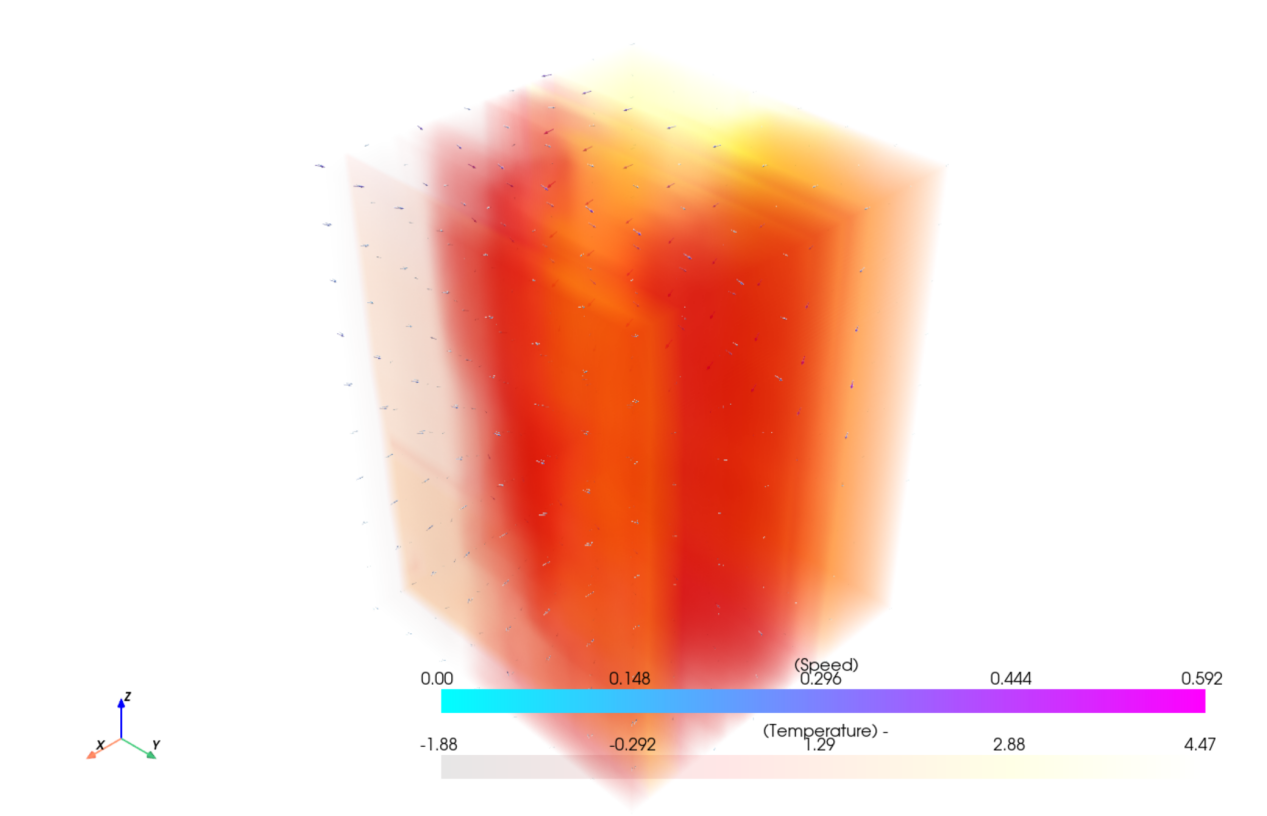 (Speed)
0.00 0.148 0.296 0.444 0.592
(Temperature) -
-1.88 -0.292 1.29 2.88 4.47
Z
X Y